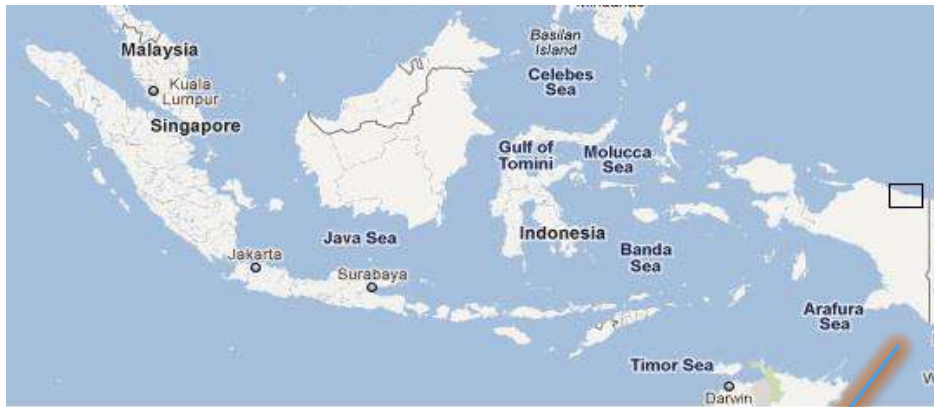 Basilan
Island
Malaysia
Celebes
Sea
Kuala
Lumpur
Singapore
Gulf of
Tomini
Molucca
Sea
Java Sea
Indonesia
Banda
Sea
Jakarta
Surabaya
Arafura
Sea
Timor Sea
Darwin